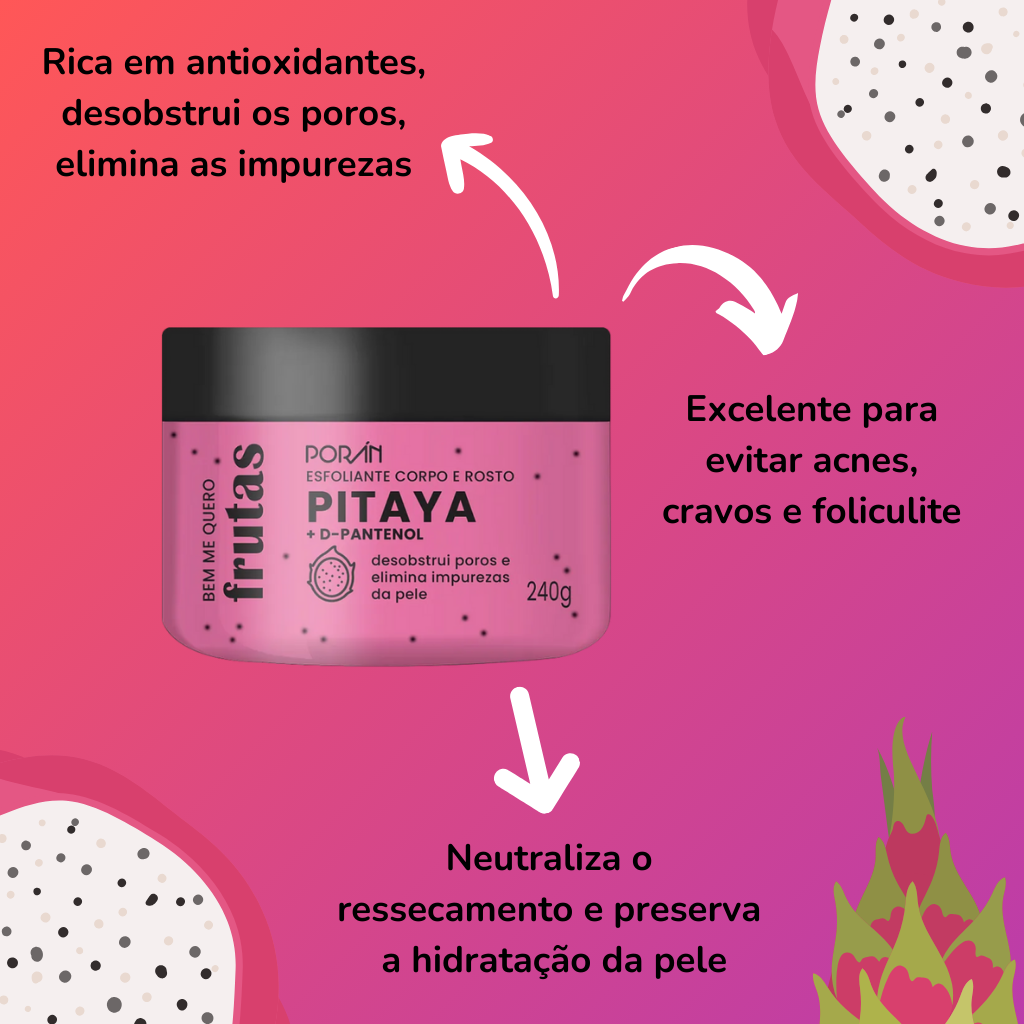 Rica em antioxidantes,
desobstrui os poros,
elimina as impurezas
Excelente para
evitar acnes,
cravos e foliculite
BEM ME QUERO
frutas
PORÁN
ESFOLIANTE CORPO E ROSTO
PITAYA
+ D-PANTENOL
desobstrui poros e
elimina impurezas
da pele
240g
Neutraliza o
ressecamento e preserva
a hidratação da pele